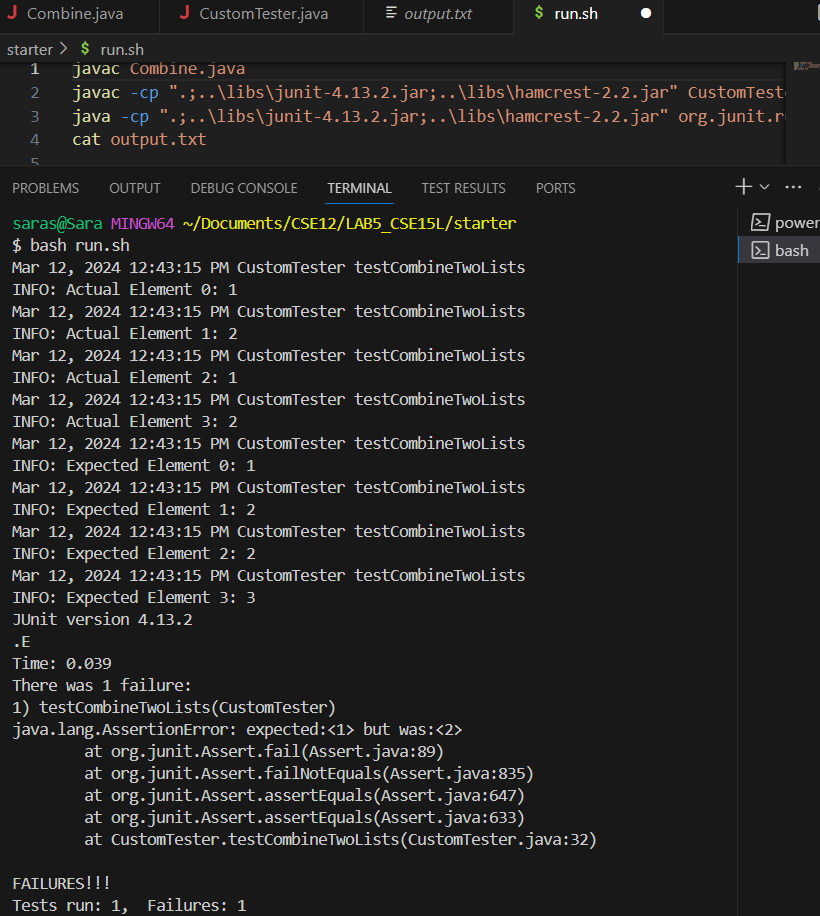 Combine.java
CustomTester.java
output.txt
$ run.sh
starter > $ run.sh
1 javac Combine.java
2 javac -cp ".;..\libs\junit-4.13.2.jar;..\libs\hamcrest-2.2.jar" CustomTeste
3 java -cp ".;..\libs\junit-4.13.2.jar;..\libs\hamcrest-2.2.jar" org.junit.r
4 cat output.txt
5
PROBLEMS OUTPUT DEBUG CONSOLE TERMINAL TEST RESULTS PORTS
power
bash
saras@Sara MINGW64 ~/Documents/CSE12/LAB5_CSE15L/starter
$ bash run.sh
Mar 12, 2024 12:43:15 PM CustomTester testCombineTwoLists
INFO: Actual Element 0: 1
Mar 12, 2024 12:43:15 PM CustomTester testCombineTwoLists
INFO: Actual Element 1: 2
Mar 12, 2024 12:43:15 PM CustomTester testCombineTwoLists
INFO: Actual Element 2: 1
Mar 12, 2024 12:43:15 PM CustomTester testCombineTwoLists
INFO: Actual Element 3: 2
Mar 12, 2024 12:43:15 PM CustomTester testCombineTwoLists
INFO: Expected Element 0: 1
Mar 12, 2024 12:43:15 PM CustomTester testCombineTwoLists
INFO: Expected Element 1: 2
Mar 12, 2024 12:43:15 PM CustomTester testCombineTwoLists
INFO: Expected Element 2: 2
Mar 12, 2024 12:43:15 PM CustomTester testCombineTwoLists
INFO: Expected Element 3: 3
JUnit version 4.13.2
.E
Time: 0.039
There was 1 failure:
1) testCombineTwoLists(CustomTester)
java.lang.AssertionError: expected:<1> but was:<2>
at org.junit.Assert.fail(Assert.java:89)
at org.junit.Assert.failNotEquals(Assert.java:835)
at org.junit.Assert.assertEquals(Assert.java:647)
at org.junit.Assert.assertEquals(Assert.java:633)
at CustomTester.testCombineTwoLists(CustomTester.java:32)
FAILURES!!!
Tests run: 1, Failures: 1